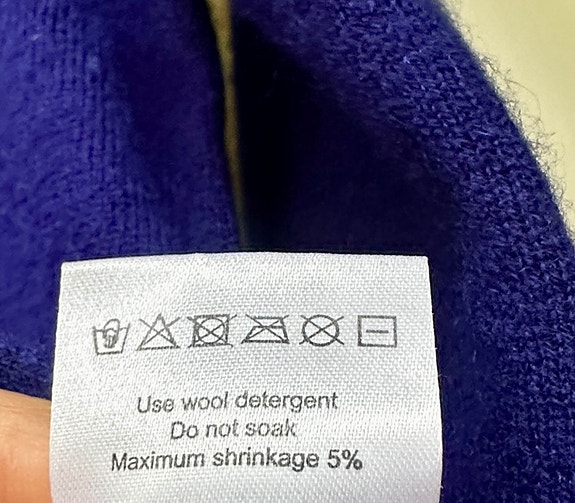 Use wool detergent
Do not soak
Maximum shrinkage 5%